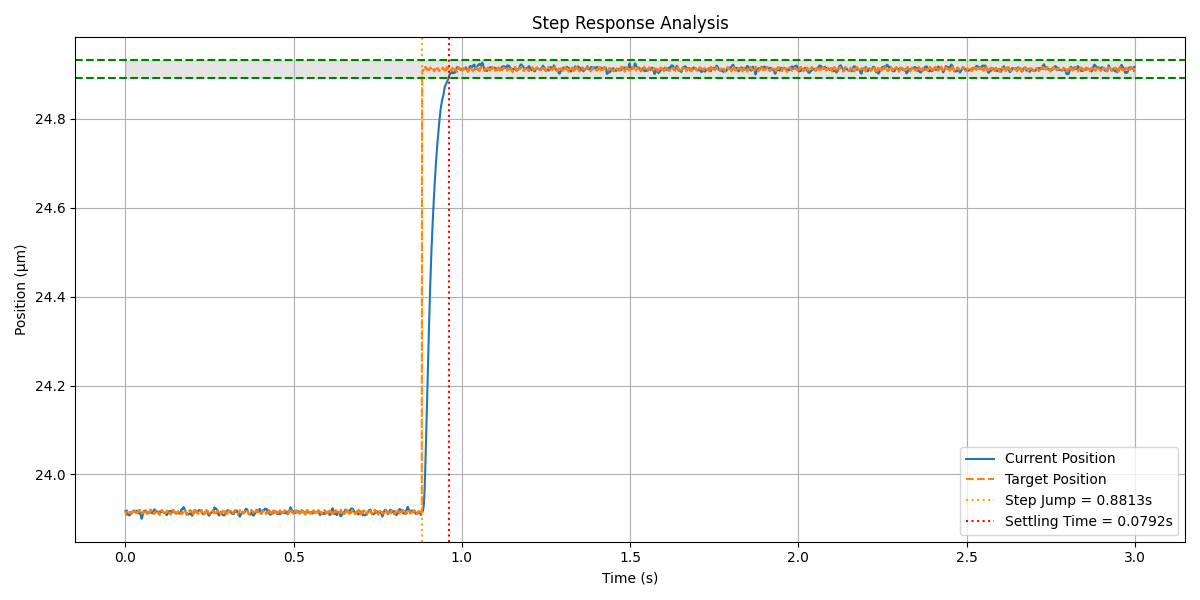 Step Response Analysis
Position (µm)
24.8
24.6
24.4
24.2
24.0
0.0 0.5 1.0 1.5 2.0 2.5 3.0
Time (s)
Current Position
Target Position
Step Jump = 0.8813s
Settling Time = 0.0792s